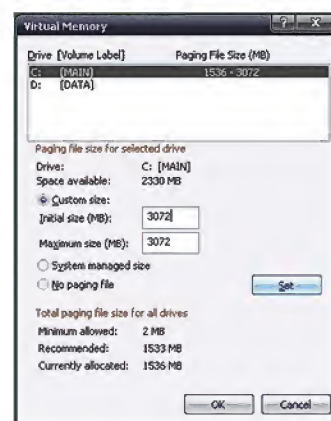 Virtual Memory
Drive [Volume Label] Paging File Size (MB)
C: [MAIN] 1536 - 3072
D: [DATA]
Paging file size for selected drive
Drive: C: [MAIN]
Space available: 2330 MB
Custom size:
Initial size (MB): 3072
Maximum size (MB): 3072
System managed size
No paging file
Set
Total paging file size for all drives
Minimum allowed: 2 MB
Recommended: 1533 MB
Currently allocated: 1536 MB
OK Cancel